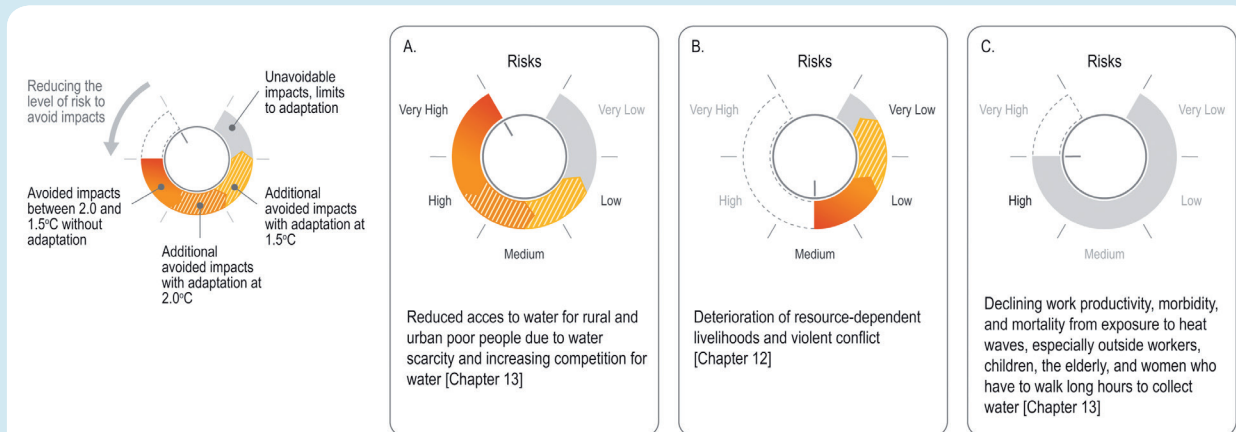 Reducing the
level of risk to
avoid impacts
Unavoidable
impacts, limits
to adaptation
Avoided impacts
between 2.0 and
1.5ºC without
adaptation
Additional
avoided impacts
with adaptation at
2.0ºC
Additional
avoided impacts
with adaptation at
1.5ºC
A.
Risks
Very High
Very Low
High
Low
Medium
Reduced acces to water for rural and
urban poor people due to water
scarcity and increasing competition for
water [Chapter 13]
B.
Risks
Very High
Very Low
High
Low
Medium
Deterioration of resource-dependent
livelihoods and violent conflict
[Chapter 12]
C.
Risks
Very High
Very Low
High
Low
Medium
Declining work productivity, morbidity,
and mortality from exposure to heat
waves, especially outside workers,
children, the elderly, and women who
have to walk long hours to collect
water [Chapter 13]